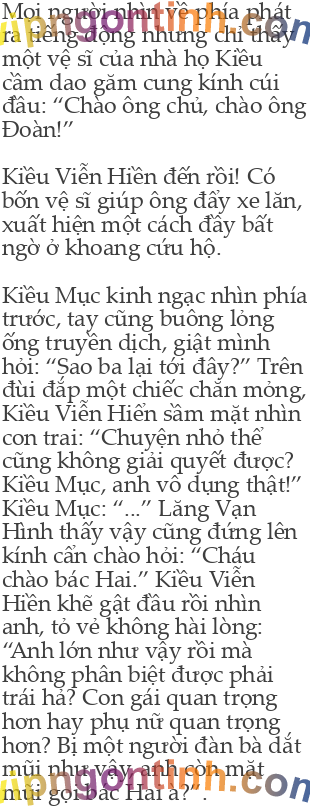 Mọi người nhìn về phía phát
ra tiếng động nhưng chỉ thấy
một vệ sĩ của nhà họ Kiều
cầm dao găm cung kính cúi
đầu: “Chào ông chủ, chào ông
Đoàn!”
Kiều Viễn Hiền đến rồi! Có
bốn vệ sĩ giúp ông đẩy xe lăn,
xuất hiện một cách đầy bất
ngờ ở khoang cứu hộ.
Kiều Mục kinh ngạc nhìn phía
trước, tay cũng buông lỏng
ống truyền dịch, giật mình
hỏi: “Sao ba lại tới đây?” Trên
đùi đắp một chiếc chăn mỏng,
Kiều Viễn Hiển sầm mặt nhìn
con trai: “Chuyện nhỏ thể
cũng không giải quyết được?
Kiều Mục, anh vô dụng thật!”
Kiều Mục: “...” Lăng Vạn
Hình thấy vậy cũng đứng lên
kính cẩn chào hỏi: “Cháu
chào bác Hai.” Kiều Viễn
Hiền khẽ gật đầu rồi nhìn
anh, tỏ vẻ không hài lòng:
“Anh lớn như vậy rồi mà
không phân biệt được phải
trái hả? Con gái quan trọng
hơn hay phụ nữ quan trọng
hơn? Bị một người đàn bà dắt
mũi như vậy, anh còn mặt
mũi gọi bác Hai à?”.
vipngontinh.com